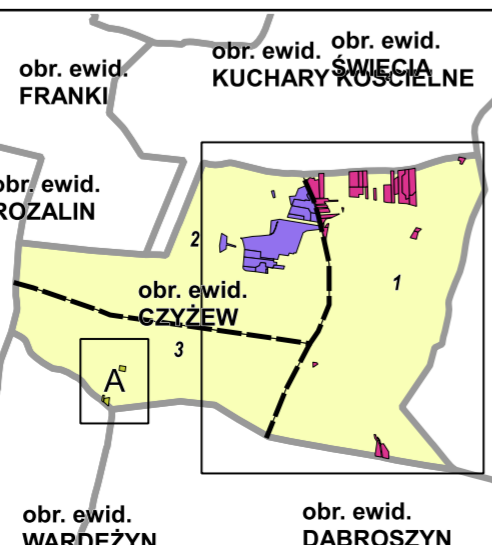 obr. ewid.
FRANKI
obr. ewid.
KUCHARY KOŚCIELNE
obr. ewid.
ŚWIĘCIA
obr. ewid.
ROZALIN
2
1
obr. ewid.
CZYŻEW
3
A
obr. ewid.
WARDĘŻYN
obr. ewid.
DĄBROSZYN